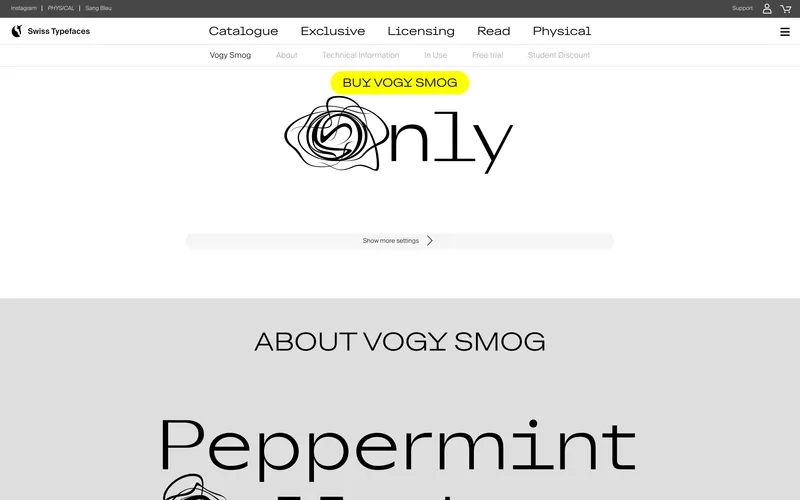 Instagram | PHYSICAL | Sang Bleu Support
Swiss Typefaces Catalogue Exclusive Licensing Read Physical
Vogy Smog About Technical Information In Use Free trial Student Discount
BUY VOGY SMOG
Only
Show more settings
ABOUT VOGY SMOG
Peppermint